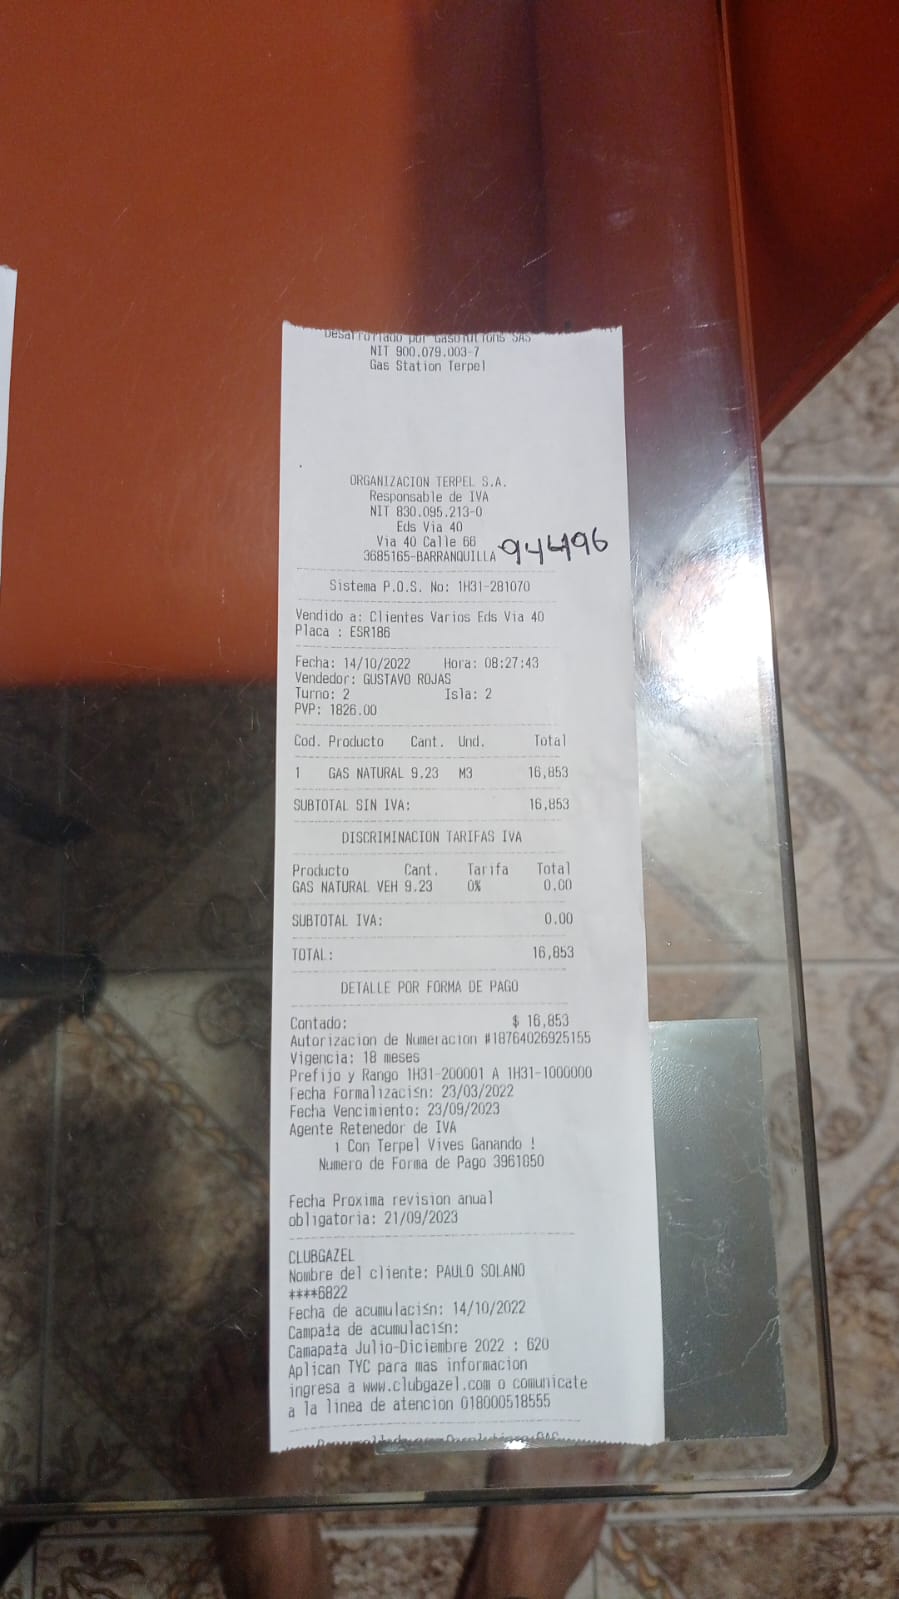 Desarrollado por Gasolutions SAS
NIT 900.079.003-7
Gas Station Terpel
ORGANIZACION TERPEL S.A.
Responsable de IVA
NIT 830.095.213-0
Eds Via 40
Via 40 Calle 66
3685165-BARRANQUILLA 94496
Sistema P.O.S. No: 1H31-281070
Vendido a: Clientes Varios Eds Via 40
Placa : ESR186
Fecha: 14/10/2022 Hora: 08:27:43
Vendedor: GUSTAVO ROJAS
Turno: 2 Isla: 2
PVP: 1826.00
Cod. Producto Cant. Und. Total
1 GAS NATURAL 9.23 M3 16,853
SUBTOTAL SIN IVA: 16,853
DISCRIMINACION TARIFAS IVA
Producto Cant. Tarifa Total
GAS NATURAL VEH 9.23 0% 0.00
SUBTOTAL IVA: 0.00
TOTAL: 16,853
DETALLE POR FORMA DE PAGO
Contado: $ 16,853
Autorizacion de Numeracion #18764026925155
Vigencia: 18 meses
Prefijo y Rango 1H31-200001 A 1H31-1000000
Fecha Formalizaci≤n: 23/03/2022
Fecha Vencimiento: 23/09/2023
Agente Retenedor de IVA
¡ Con Terpel Vives Ganando !
Numero de Forma de Pago 3961850
Fecha Proxima revision anual
obligatoria: 21/09/2023
CLUBGAZEL
Nombre del cliente: PAULO SOLANO
****6822
Fecha de acumulaci≤n: 14/10/2022
Campa±a de acumulaci≤n:
Camapa±a Julio-Diciembre 2022 : 620
Aplican TYC para mas informacion
ingresa a www.clubgazel.com o comunicate
a la linea de atencion 018000518555